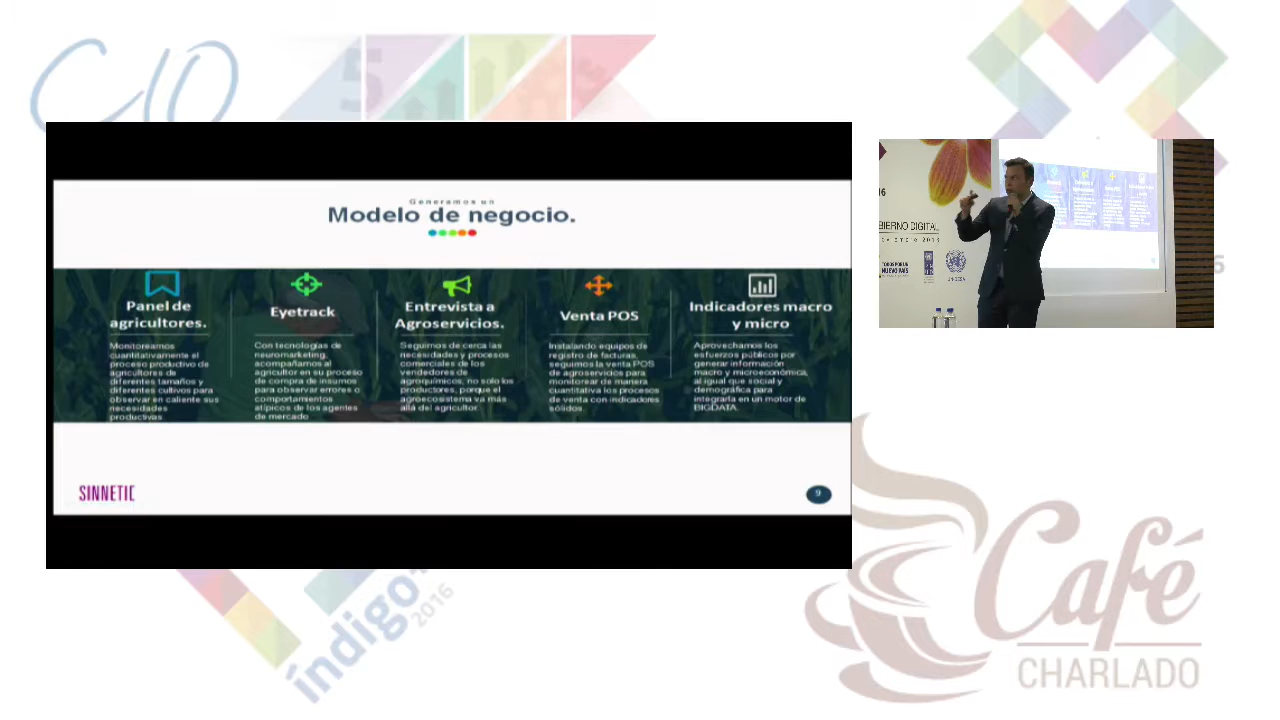 CIO
Generamos un
Modelo de negocio.
Panel de
agricultores.
Monitoreamos
cuantitativamente el
proceso productivo de
agricultores de
diferentes tamaños y
diferentes cultivos para
observar en caliente sus
necesidades
productivas
Eyetrack
Con tecnologías de
neuromarketing,
acompañamos al
agricultor en su proceso
de compra de insumos
para observar errores o
comportamientos
atípicos de los agentes
de mercado
Entrevista a
Agroservicios.
Seguimos de cerca las
necesidades y procesos
comerciales de los
vendedores de
agroquímicos, no solo los
productores, porque el
agroecosistema va más
allá del agricultor.
Venta POS
Instalando equipos de
registro de facturas,
seguimos la venta POS
de agroservicios para
monitorear de manera
cuantitativa los procesos
de venta con indicadores
sólidos.
Indicadores macro
y micro
Aprovechamos los
esfuerzos públicos por
generar información
macro y microeconómica,
al igual que social y
demográfica para
integrarla en un motor de
BIGDATA.
SINNETIC
9
BIERNO DIGITAL
TODOS POR UN
NUEVO PAÍS
índigo+
2016
Café
CHARLADO